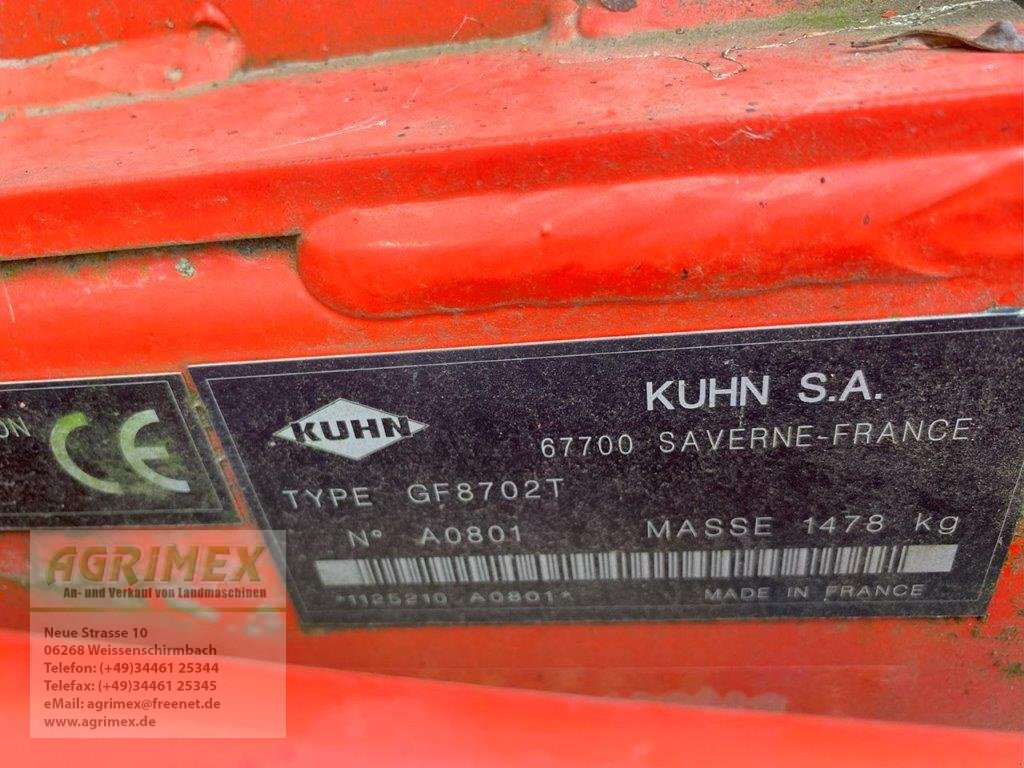 KUHN
KUHN S.A.
67700 SAVERNE-FRANCE
TYPE GF8702T
N° A0801 MASSE 1478 kg
*1125210 A0801*
MADE IN FRANCE
ON
CE
AGRIMEX
An- und Verkauf von Landmaschinen
Neue Strasse 10
06268 Weissenschirmbach
Telefon: (+49)34461 25344
Telefax: (+49)34461 25345
eMail: agrimex@freenet.de
www.agrimex.de